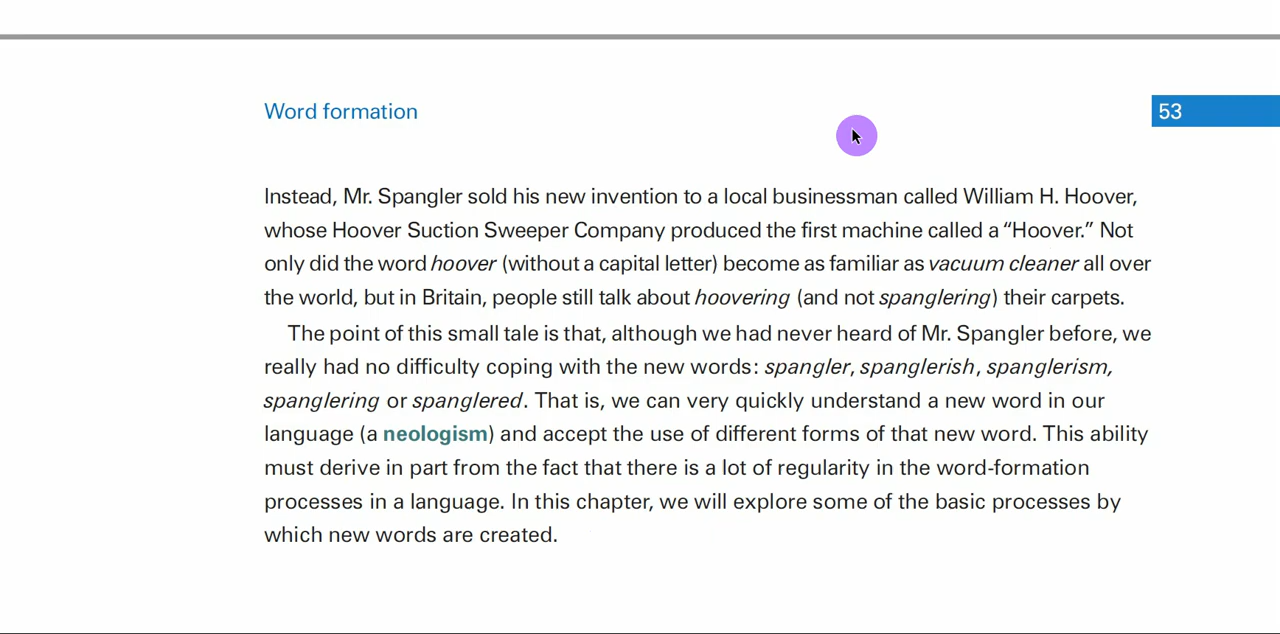 Word formation
53
Instead, Mr. Spangler sold his new invention to a local businessman called William H. Hoover,
whose Hoover Suction Sweeper Company produced the first machine called a “Hoover.” Not
only did the word hoover (without a capital letter) become as familiar as vacuum cleaner all over
the world, but in Britain, people still talk about hoovering (and not spanglering) their carpets.
The point of this small tale is that, although we had never heard of Mr. Spangler before, we
really had no difficulty coping with the new words: spangler, spanglerish, spanglerism,
spanglering or spanglered. That is, we can very quickly understand a new word in our
language (a neologism) and accept the use of different forms of that new word. This ability
must derive in part from the fact that there is a lot of regularity in the word-formation
processes in a language. In this chapter, we will explore some of the basic processes by
which new words are created.